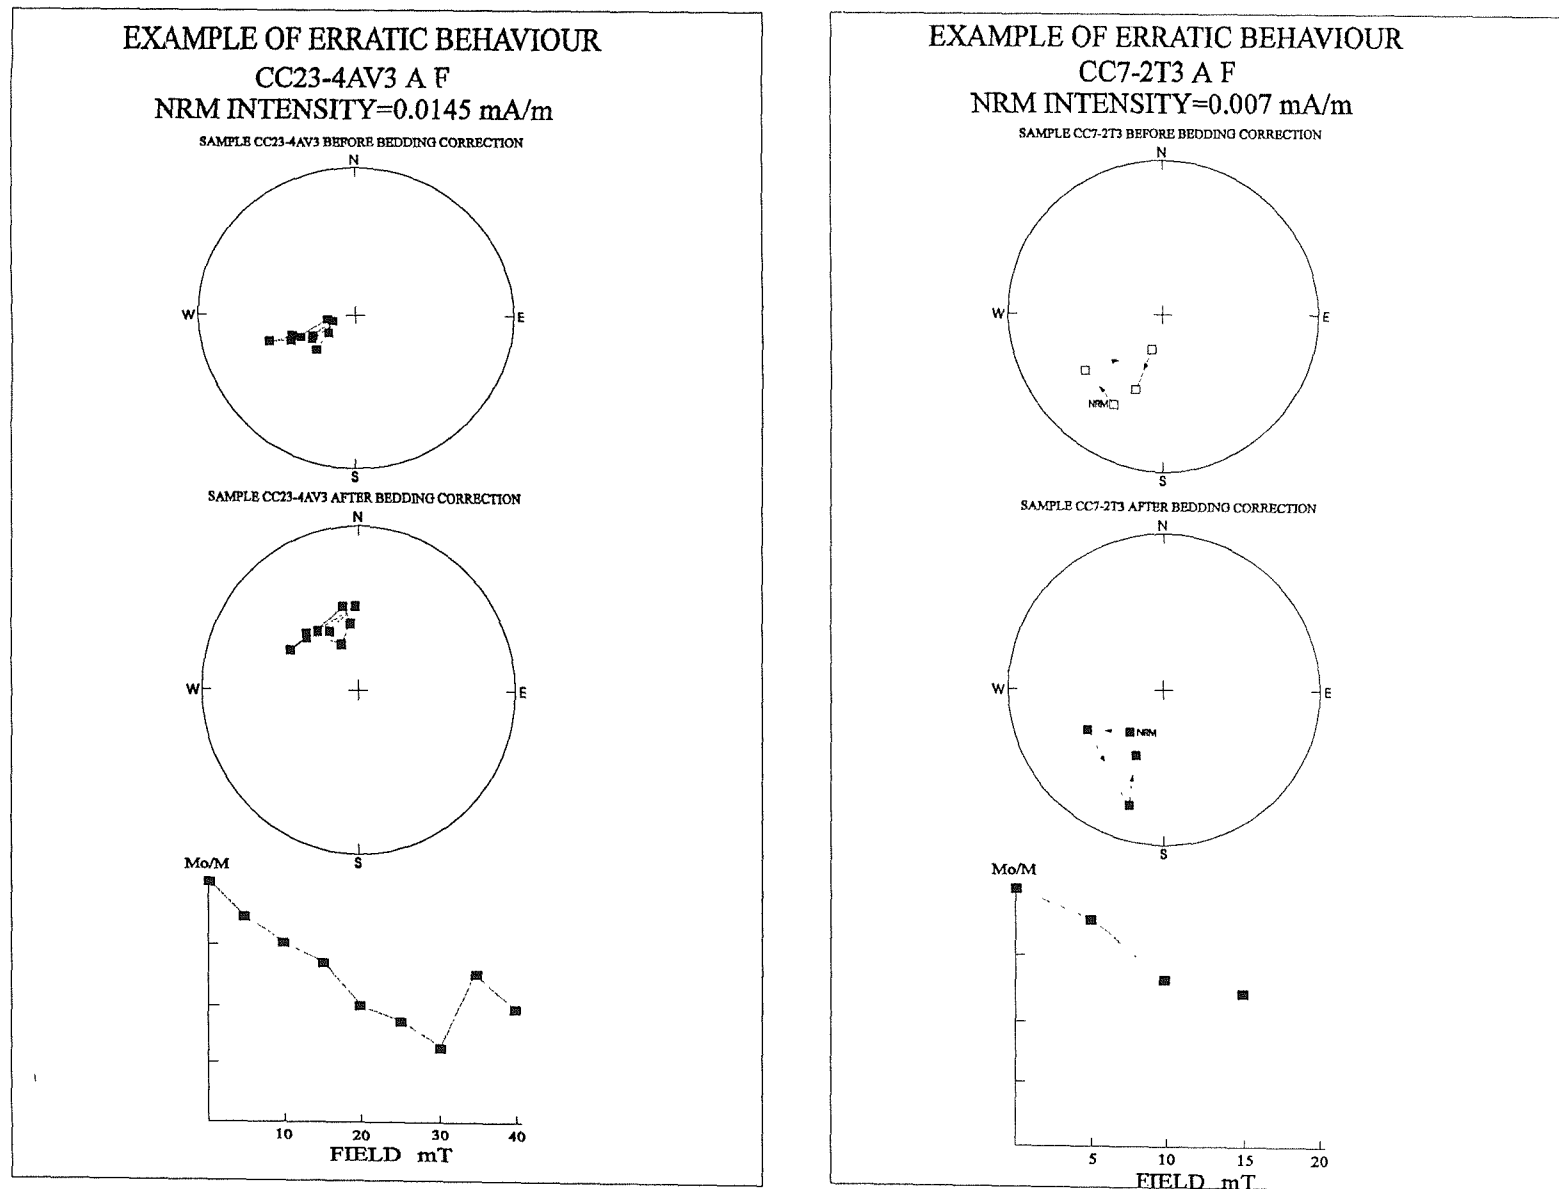 EXAMPLE OF ERRATIC BEHAVIOUR
CC23-4AV3 A F
NRM INTENSITY=0.0145 mA/m
SAMPLE CC23-4AV3 BEFORE BEDDING CORRECTION
N
W
E
S
SAMPLE CC23-4AV3 AFTER BEDDING CORRECTION
N
W
E
S
Mo/M
10 20 30 40
FIELD mT
EXAMPLE OF ERRATIC BEHAVIOUR
CC7-2T3 A F
NRM INTENSITY=0.007 mA/m
SAMPLE CC7-2T3 BEFORE BEDDING CORRECTION
N
W
E
NRM
S
SAMPLE CC7-2T3 AFTER BEDDING CORRECTION
N
W
E
NRM
S
Mo/M
5 10 15 20
FIELD mT